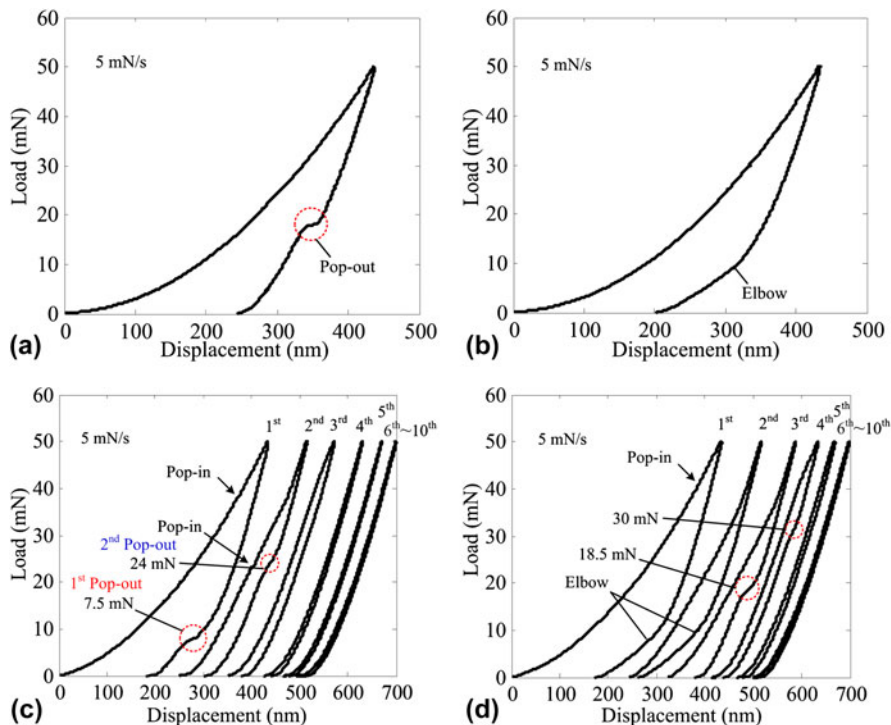 60
50
40
30
20
10
0
Load (mN)
5 mN/s
Pop-out
0 100 200 300 400 500
Displacement (nm)
(a)
60
50
40
30
20
10
0
Load (mN)
5 mN/s
Elbow
0 100 200 300 400 500
Displacement (nm)
(b)
60
50
40
30
20
10
0
Load (mN)
5 mN/s
1st 2nd 3rd 4th 5th 6th~10th
Pop-in
Pop-in
2nd Pop-out
24 mN
1st Pop-out
7.5 mN
0 100 200 300 400 500 600 700
Displacement (nm)
(c)
60
50
40
30
20
10
0
Load (mN)
5 mN/s
1st 2nd 3rd 4th 5th 6th~10th
Pop-in
30 mN
18.5 mN
Elbow
0 100 200 300 400 500 600 700
Displacement (nm)
(d)